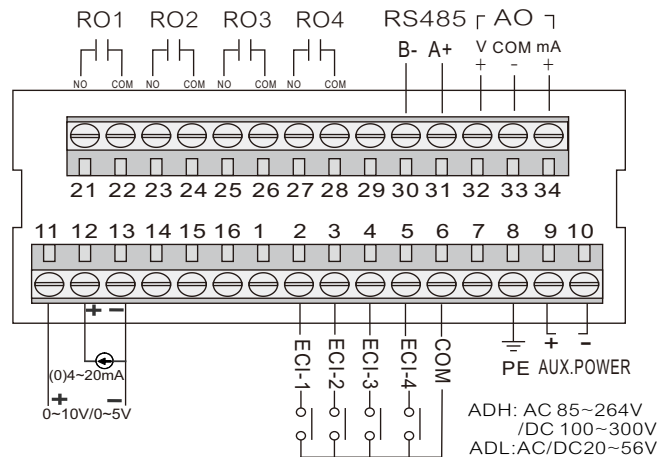 RO1 RO2 RO3 RO4 RS485 AO
B- A+ V COM mA
+ - +
NO COM NO COM NO COM NO COM
21 22 23 24 25 26 27 28 29 30 31 32 33 34
11 12 13 14 15 16 1 2 3 4 5 6 7 8 9 10
+ -
(0)4~20mA
+ -
0~10V/0~5V
ECI-1 ECI-2 ECI-3 ECI-4 COM
+ -
PE AUX.POWER
ADH: AC 85~264V
/DC 100~300V
ADL:AC/DC20~56V